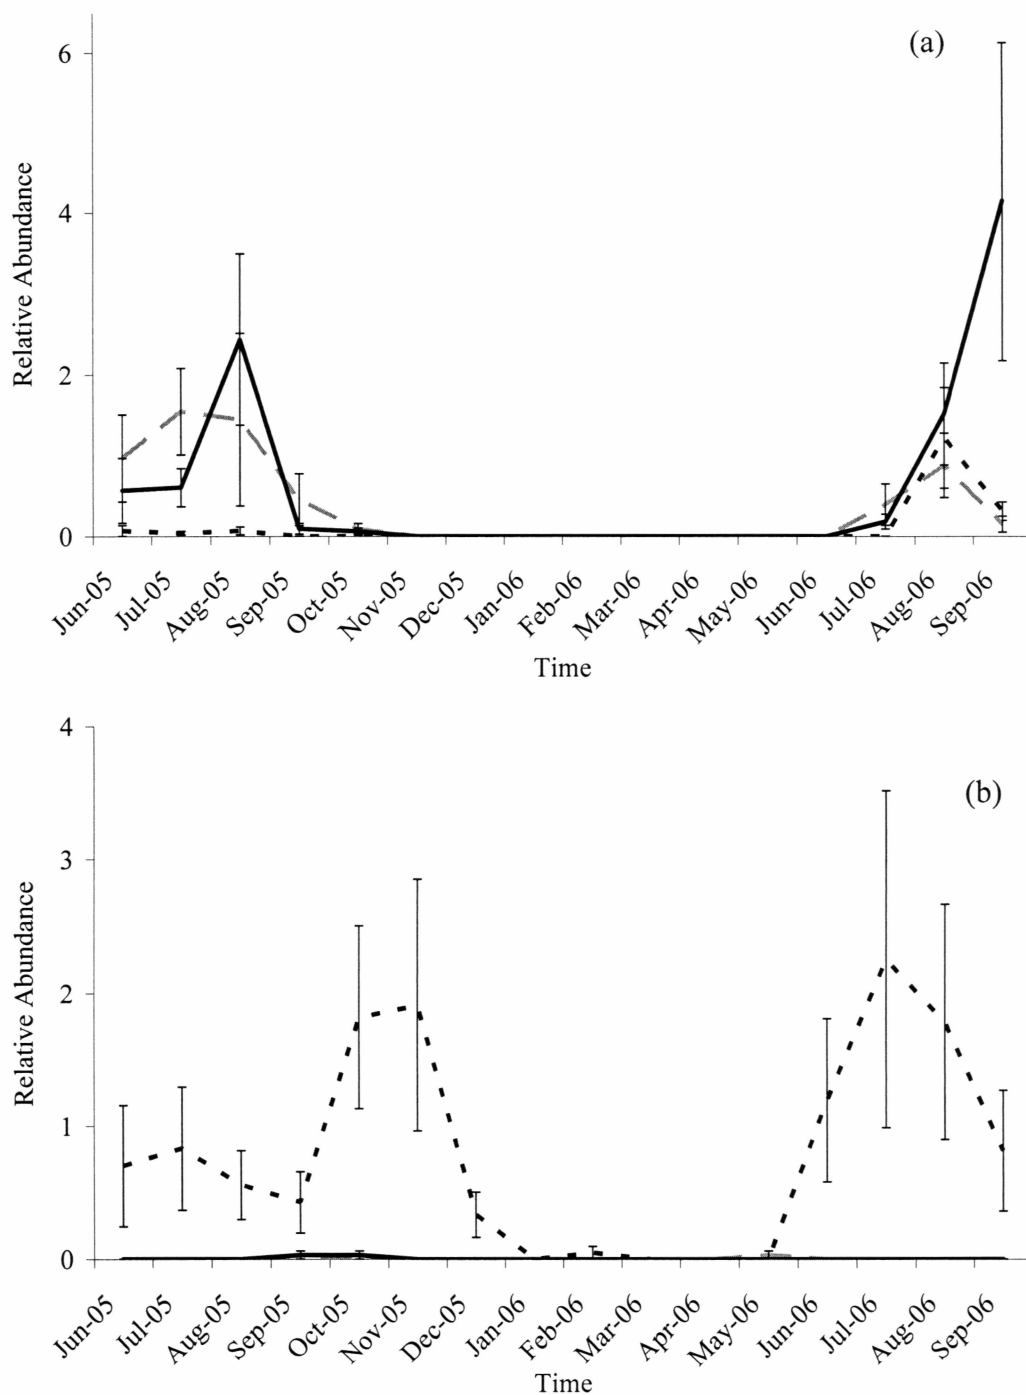 (a)
6
4
2
0
Relative Abundance
Jun-05 Jul-05 Aug-05 Sep-05 Oct-05 Nov-05 Dec-05 Jan-06 Feb-06 Mar-06 Apr-06 May-06 Jun-06 Jul-06 Aug-06 Sep-06
Time
4
(b)
3
2
1
0
Relative Abundance
Jun-05 Jul-05 Aug-05 Sep-05 Oct-05 Nov-05 Dec-05 Jan-06 Feb-06 Mar-06 Apr-06 May-06 Jun-06 Jul-06 Aug-06 Sep-06
Time